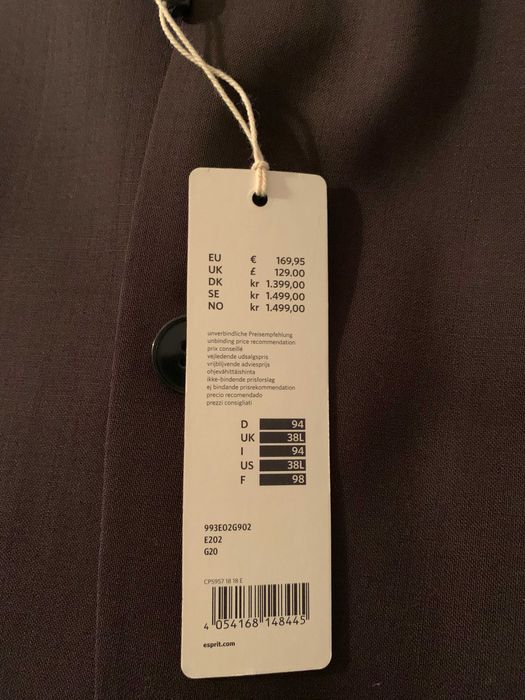 EU € 169,95
UK £ 129.00
DK kr 1.399,00
SE kr 1.499,00
NO kr 1.499,00
unverbindliche Preisempfehlung
unbinding price recommendation
prix conseillé
vejledende udsalgspris
vrijblijvende adviesprijs
ohjevähittäishinta
ikke-bindende prisforslag
ej bindande prisrekommendation
precio recomendado
prezzi consigliati
D 94
UK 38L
I 94
US 38L
F 98
993EO2G902
E202
G20
CPS957 18 18 E
4 054168 148445
esprit.com